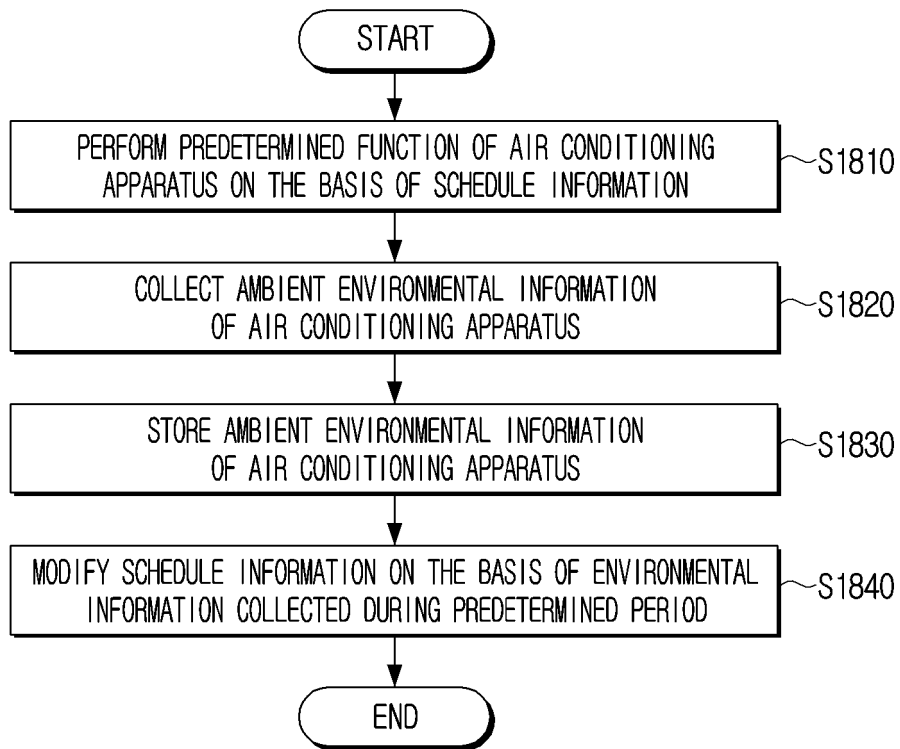 START
PERFORM PREDETERMINED FUNCTION OF AIR CONDITIONING
APPARATUS ON THE BASIS OF SCHEDULE INFORMATION
S1810
COLLECT AMBIENT ENVIRONMENTAL INFORMATION
OF AIR CONDITIONING APPARATUS
S1820
STORE AMBIENT ENVIRONMENTAL INFORMATION
OF AIR CONDITIONING APPARATUS
S1830
MODIFY SCHEDULE INFORMATION ON THE BASIS OF ENVIRONMENTAL
INFORMATION COLLECTED DURING PREDETERMINED PERIOD
S1840
END